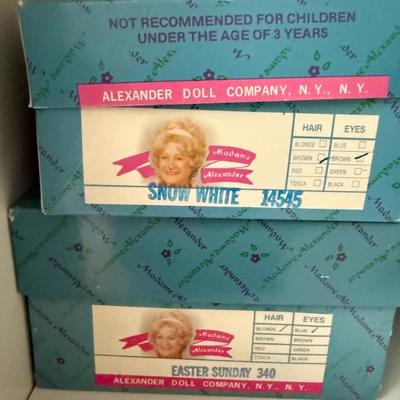 NOT RECOMMENDED FOR CHILDREN
UNDER THE AGE OF 3 YEARS
ALEXANDER DOLL COMPANY, N.Y., N.Y.
HAIR EYES
BLONDE BLUE
BROWN BROWN
RED GREEN
TOSCA BLACK
Madame
Alexander
SNOW WHITE 14545
HAIR EYES
BLONDE BLUE
BROWN BROWN
RED GREEN
TOSCA BLACK
Madame
Alexander
EASTER SUNDAY 340
ALEXANDER DOLL COMPANY, N.Y., N.Y.